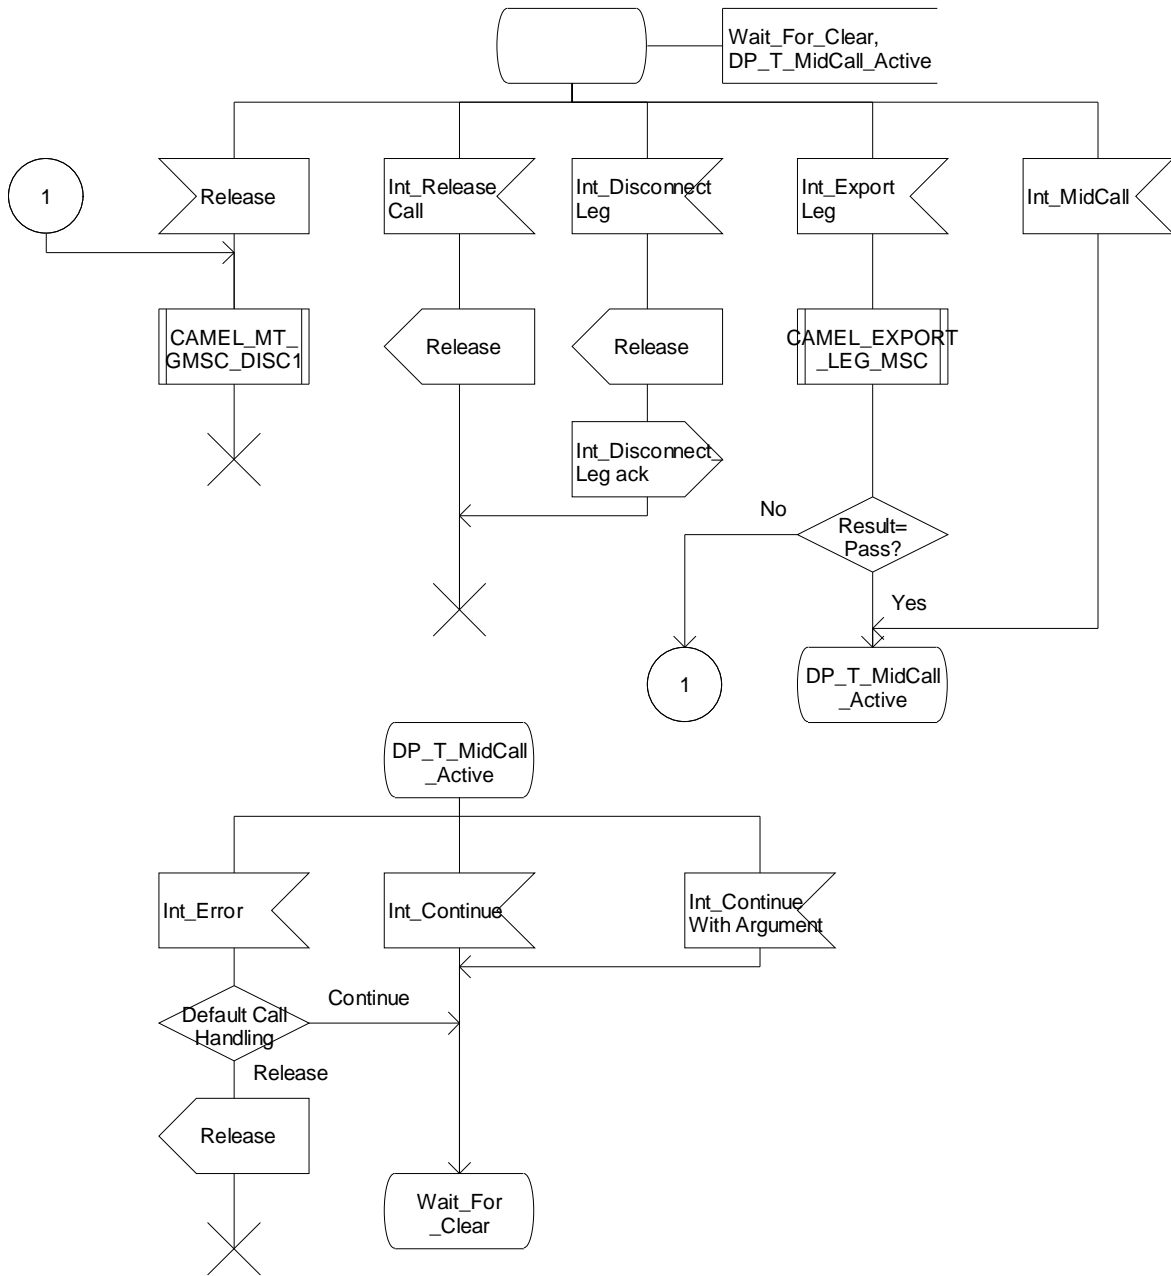 Wait_For_Clear,
DP_T_MidCall_Active
1
Release
Int_Release
Call
Int_Disconnect
Leg
Int_Export
Leg
Int_MidCall
CAMEL_MT_
GMSC_DISC1
Release
Release
CAMEL_EXPORT
_LEG_MSC
Int_Disconnect_
Leg ack
No
Result=
Pass?
Yes
1
DP_T_MidCall
_Active
DP_T_MidCall
_Active
Int_Error
Int_Continue
Int_Continue
With Argument
Default Call
Handling
Continue
Release
Release
Wait_For
_Clear